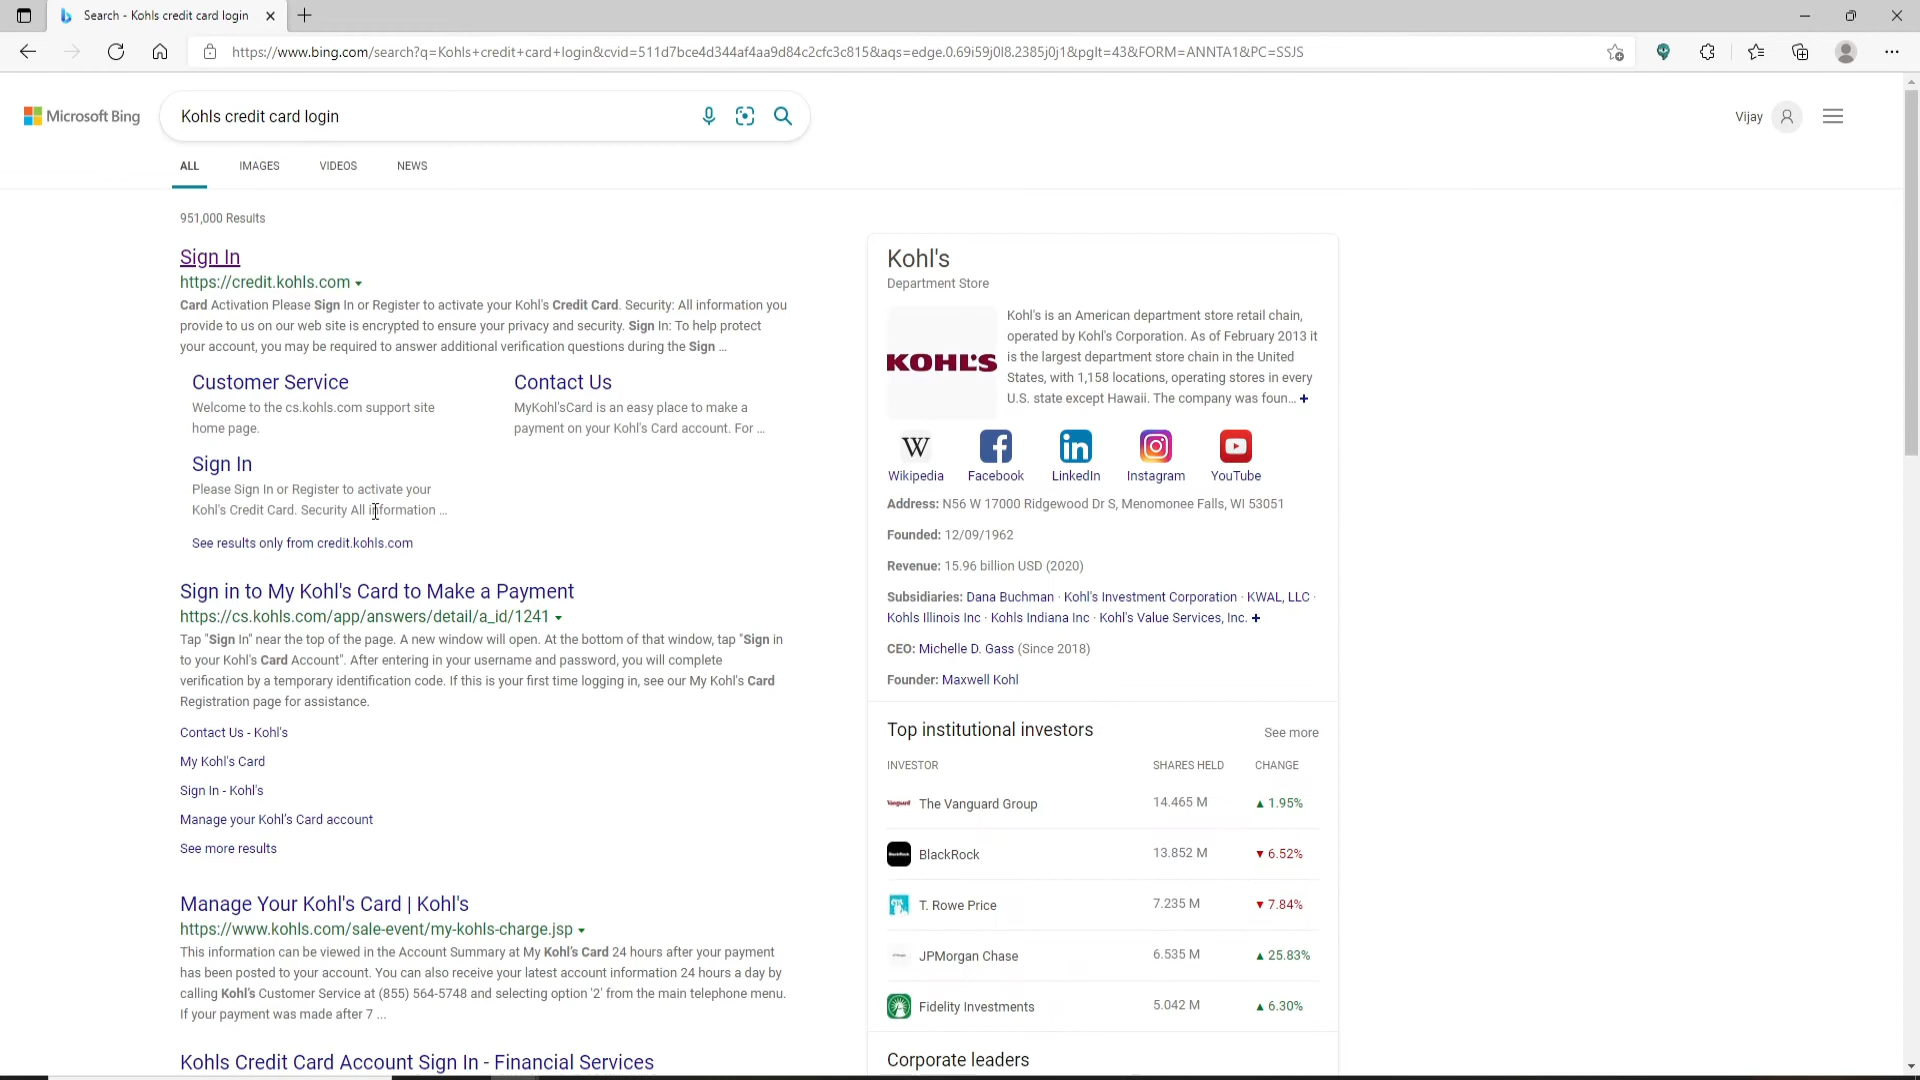 Search - Kohls credit card login
https://www.bing.com/search?q=Kohls+credit+card+login&cvid=511d7bce4d344af4aa9d84c2cfc3c815&aqs=edge.0.69i59j0l8.2385j0j1&pglt=43&FORM=ANNTA1&PC=SSJS
Microsoft Bing
Kohls credit card login
Vijay
ALL IMAGES VIDEOS NEWS
951,000 Results
Sign In
https://credit.kohls.com
Card Activation Please Sign In or Register to activate your Kohl's Credit Card. Security: All information you
provide to us on our web site is encrypted to ensure your privacy and security. Sign In: To help protect
your account, you may be required to answer additional verification questions during the Sign ...
Customer Service
Welcome to the cs.kohls.com support site
home page.
Contact Us
MyKohl'sCard is an easy place to make a
payment on your Kohl's Card account. For ...
Sign In
Please Sign In or Register to activate your
Kohl's Credit Card. Security All information ...
See results only from credit.kohls.com
Sign in to My Kohl's Card to Make a Payment
https://cs.kohls.com/app/answers/detail/a_id/1241
Tap "Sign In" near the top of the page. A new window will open. At the bottom of that window, tap "Sign in
to your Kohl's Card Account". After entering in your username and password, you will complete
verification by a temporary identification code. If this is your first time logging in, see our My Kohl's Card
Registration page for assistance.
Contact Us - Kohl's
My Kohl's Card
Sign In - Kohl's
Manage your Kohl's Card account
See more results
Manage Your Kohl's Card | Kohl's
https://www.kohls.com/sale-event/my-kohls-charge.jsp
This information can be viewed in the Account Summary at My Kohl's Card 24 hours after your payment
has been posted to your account. You can also receive your latest account information 24 hours a day by
calling Kohl's Customer Service at (855) 564-5748 and selecting option '2' from the main telephone menu.
If your payment was made after 7 ...
Kohls Credit Card Account Sign In - Financial Services
Kohl's
Department Store
KOHL'S
Kohl's is an American department store retail chain,
operated by Kohl's Corporation. As of February 2013 it
is the largest department store chain in the United
States, with 1,158 locations, operating stores in every
U.S. state except Hawaii. The company was foun... +
W
Wikipedia Facebook LinkedIn Instagram YouTube
Address: N56 W 17000 Ridgewood Dr S, Menomonee Falls, WI 53051
Founded: 12/09/1962
Revenue: 15.96 billion USD (2020)
Subsidiaries: Dana Buchman · Kohl's Investment Corporation · KWAL, LLC ·
Kohls Illinois Inc · Kohls Indiana Inc · Kohl's Value Services, Inc. +
CEO: Michelle D. Gass (Since 2018)
Founder: Maxwell Kohl
Top institutional investors See more
INVESTOR SHARES HELD CHANGE
The Vanguard Group 14.465 M ▲ 1.95%
BlackRock 13.852 M ▼ 6.52%
T. Rowe Price 7.235 M ▼ 7.84%
JPMorgan Chase 6.535 M ▲ 25.83%
Fidelity Investments 5.042 M ▲ 6.30%
Corporate leaders